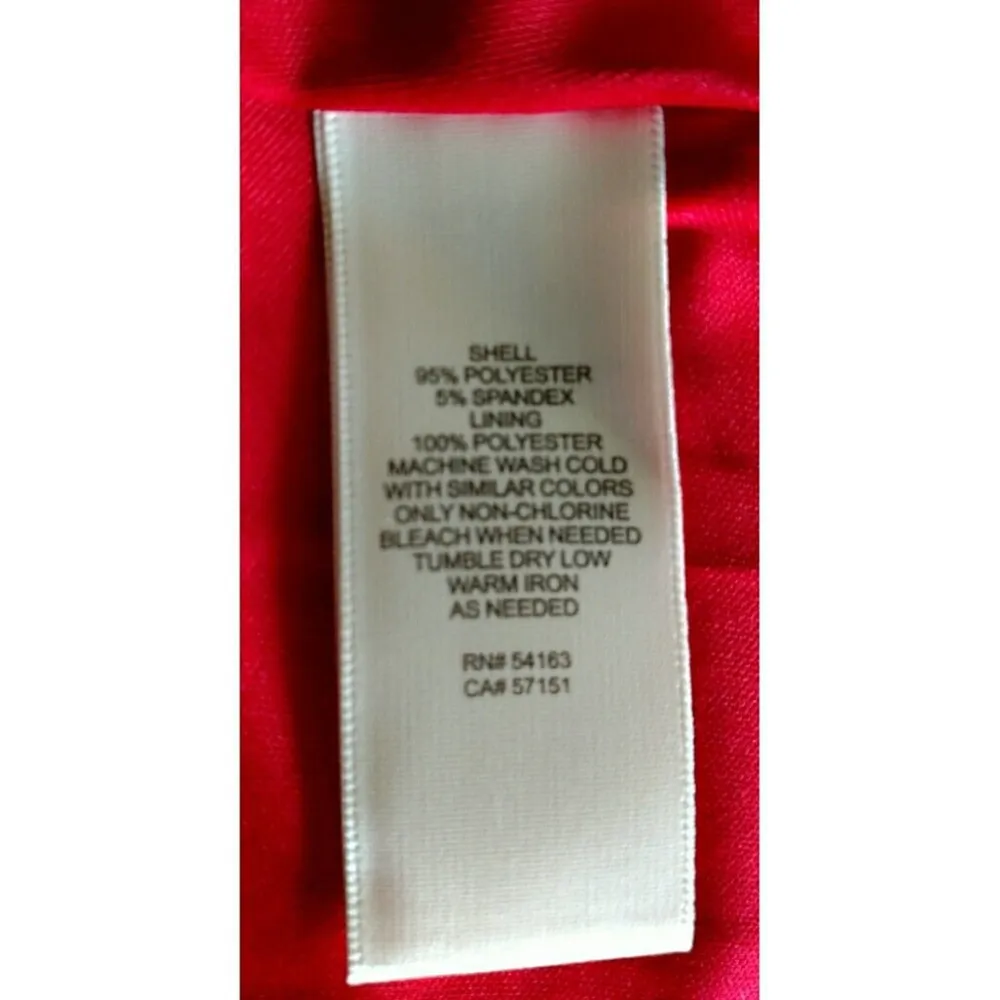 SHELL
95% POLYESTER
5% SPANDEX
LINING
100% POLYESTER
MACHINE WASH COLD
WITH SIMILAR COLORS
ONLY NON-CHLORINE
BLEACH WHEN NEEDED
TUMBLE DRY LOW
WARM IRON
AS NEEDED
RN# 54163
CA# 57151